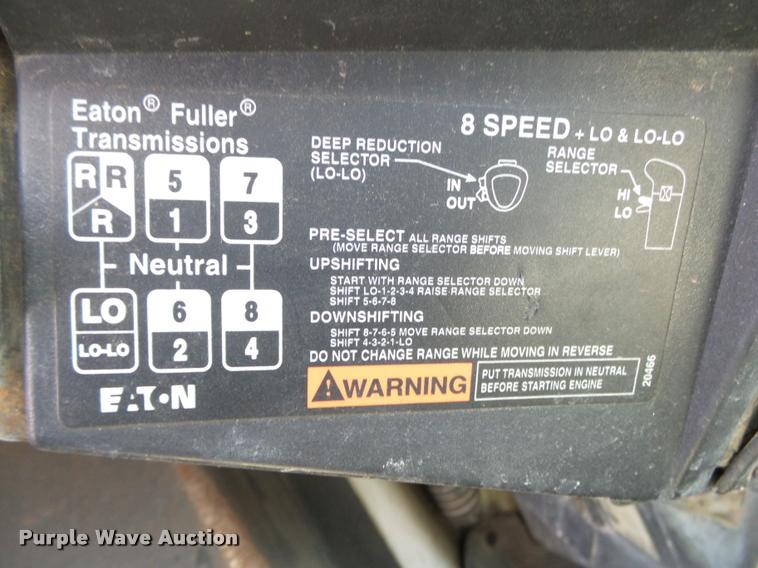 Eaton® Fuller®
Transmissions
8 SPEED + LO & LO-LO
DEEP REDUCTION
SELECTOR
(LO-LO)
IN
OUT
RANGE
SELECTOR
HI
LO
R R
R
5
1
7
3
Neutral
LO
LO-LO
6
2
8
4
PRE-SELECT ALL RANGE SHIFTS
(MOVE RANGE SELECTOR BEFORE MOVING SHIFT LEVER)
UPSHIFTING
START WITH RANGE SELECTOR DOWN
SHIFT LO-1-2-3-4 RAISE RANGE SELECTOR
SHIFT 5-6-7-8
DOWNSHIFTING
SHIFT 8-7-6-5 MOVE RANGE SELECTOR DOWN
SHIFT 4-3-2-1-LO
DO NOT CHANGE RANGE WHILE MOVING IN REVERSE
WARNING
PUT TRANSMISSION IN NEUTRAL
BEFORE STARTING ENGINE
20466
EATON
Purple Wave Auction®